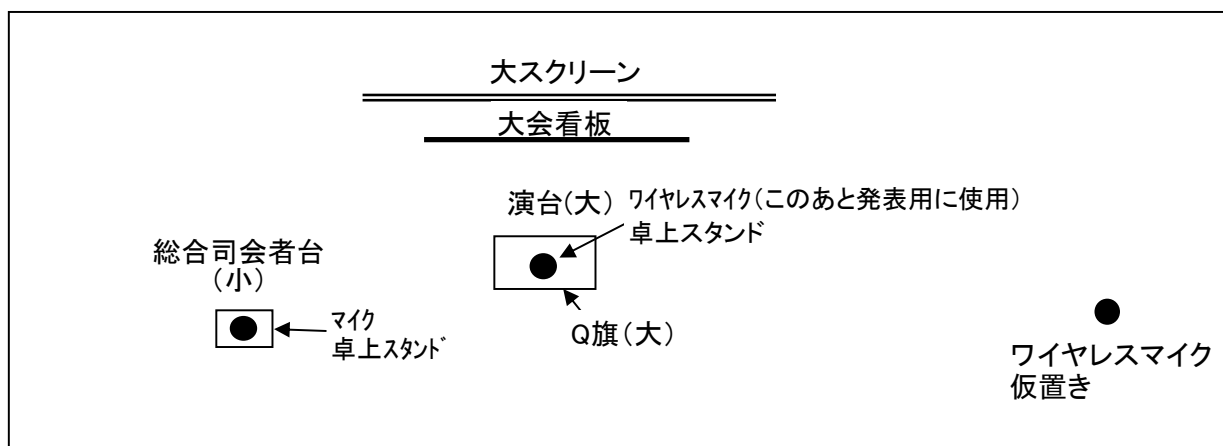 大スクリーン
大会看板
演台(大)
ﾜｲﾔﾚｽﾏｲｸ(このあと発表用に使用)
卓上スタンド
総合司会者台
(小)
ﾏｲｸ
卓上ｽﾀﾝﾄﾞ
Q旗(大)
ワイヤレスマイク
仮置き